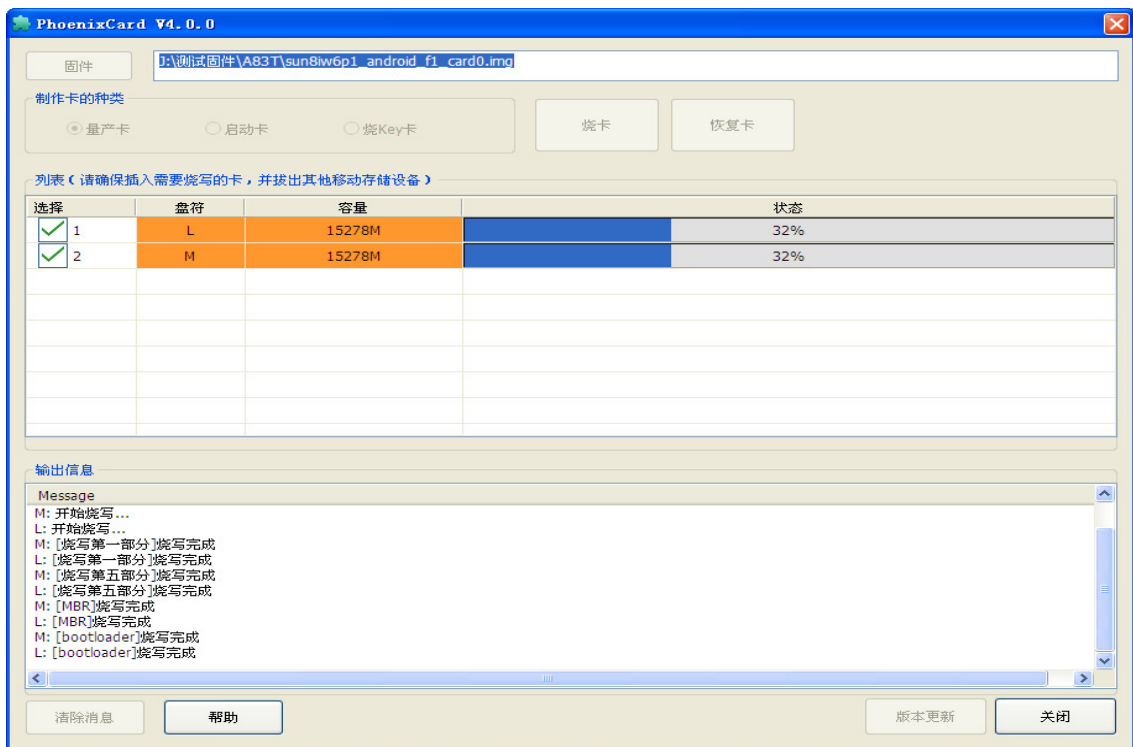 PhoenixCard V4.0.0
固件 J:\测试固件\A83T\sun8iw6p1_android_f1_card0.img
制作卡的种类
量产卡 启动卡 烧Key卡 烧卡 恢复卡
列表(请确保插入需要烧写的卡，并拔出其他移动存储设备)
选择 盘符 容量 状态
1 L 15278M 32%
2 M 15278M 32%
输出信息
Message
M: 开始烧写...
L: 开始烧写...
M: [烧写第一部分]烧写完成
L: [烧写第一部分]烧写完成
M: [烧写第五部分]烧写完成
L: [烧写第五部分]烧写完成
M: [MBR]烧写完成
L: [MBR]烧写完成
M: [bootloader]烧写完成
L: [bootloader]烧写完成
清除消息 帮助 版本更新 关闭